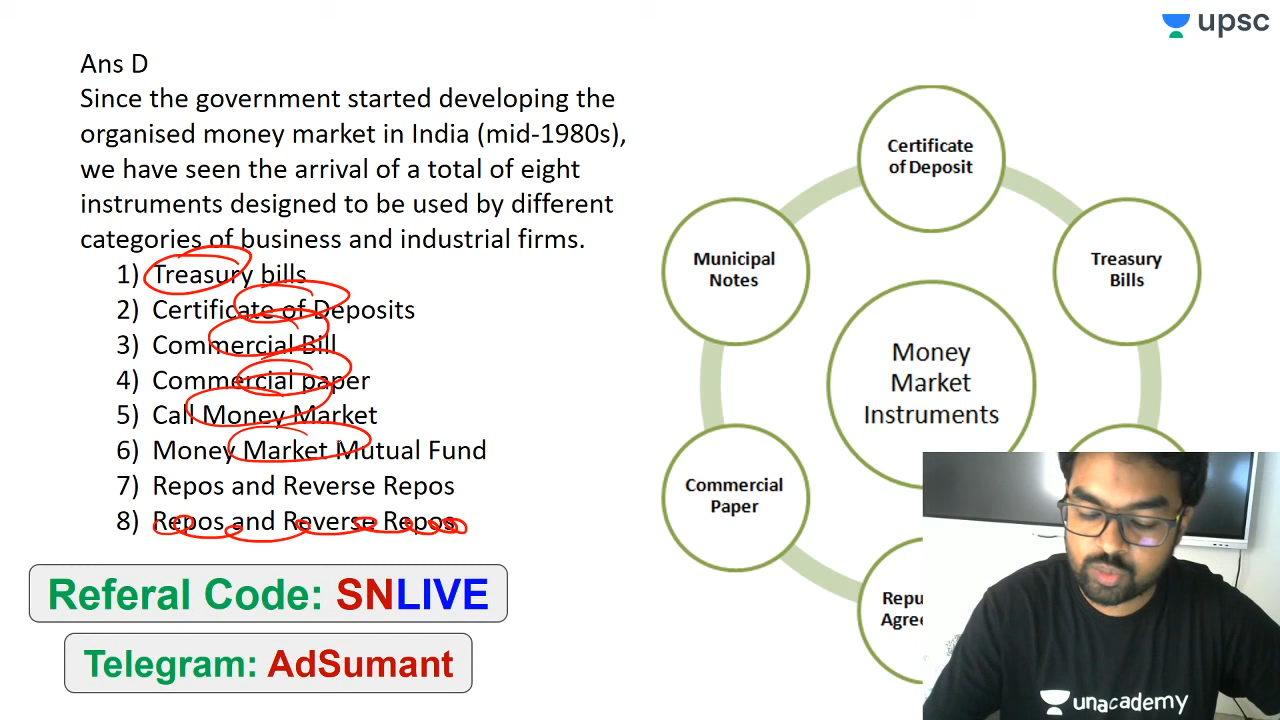 upsc
Ans D
Since the government started developing the
organised money market in India (mid-1980s),
we have seen the arrival of a total of eight
instruments designed to be used by different
categories of business and industrial firms.
1) Treasury bills
2) Certificate of Deposits
3) Commercial Bill
4) Commercial paper
5) Call Money Market
6) Money Market Mutual Fund
7) Repos and Reverse Repos
8) Repos and Reverse Repos
Referal Code: SNLIVE
Telegram: AdSumant
Certificate
of Deposit
Municipal
Notes
Treasury
Bills
Money
Market
Instruments
Commercial
Paper
unacademy